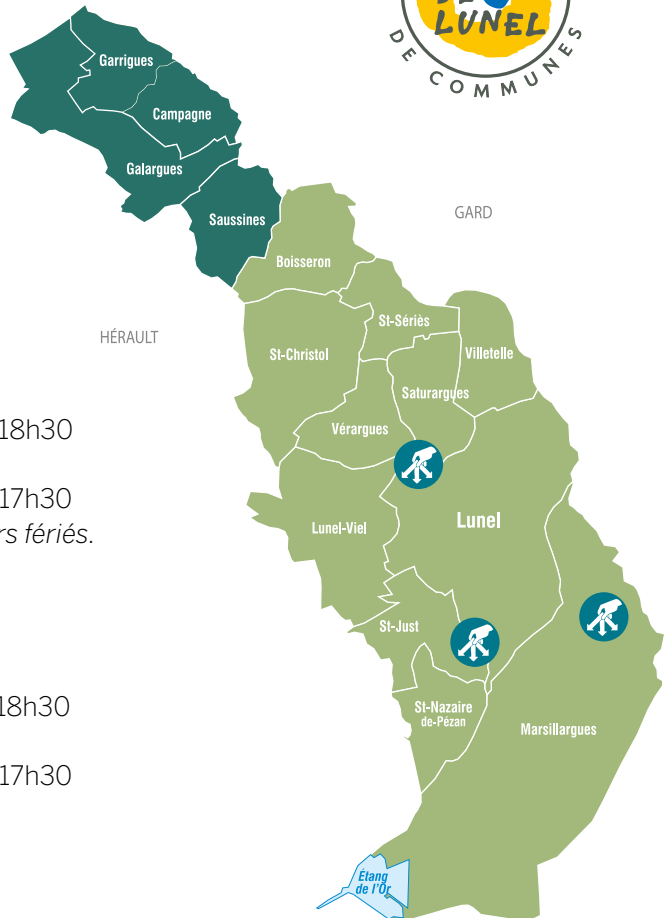 LUNEL
DE COMMUNES
Garrigues
Campagne
Galargues
Saussines
GARD
Boisseron
HÉRAULT
St-Sériès
St-Christol
Villetelle
Saturargues
Vérargues
18h30
17h30
rs fériés.
Lunel-Viel
Lunel
St-Just
18h30
St-Nazaire
de-Pézan
Marsillargues
17h30
Étang
de l'Or